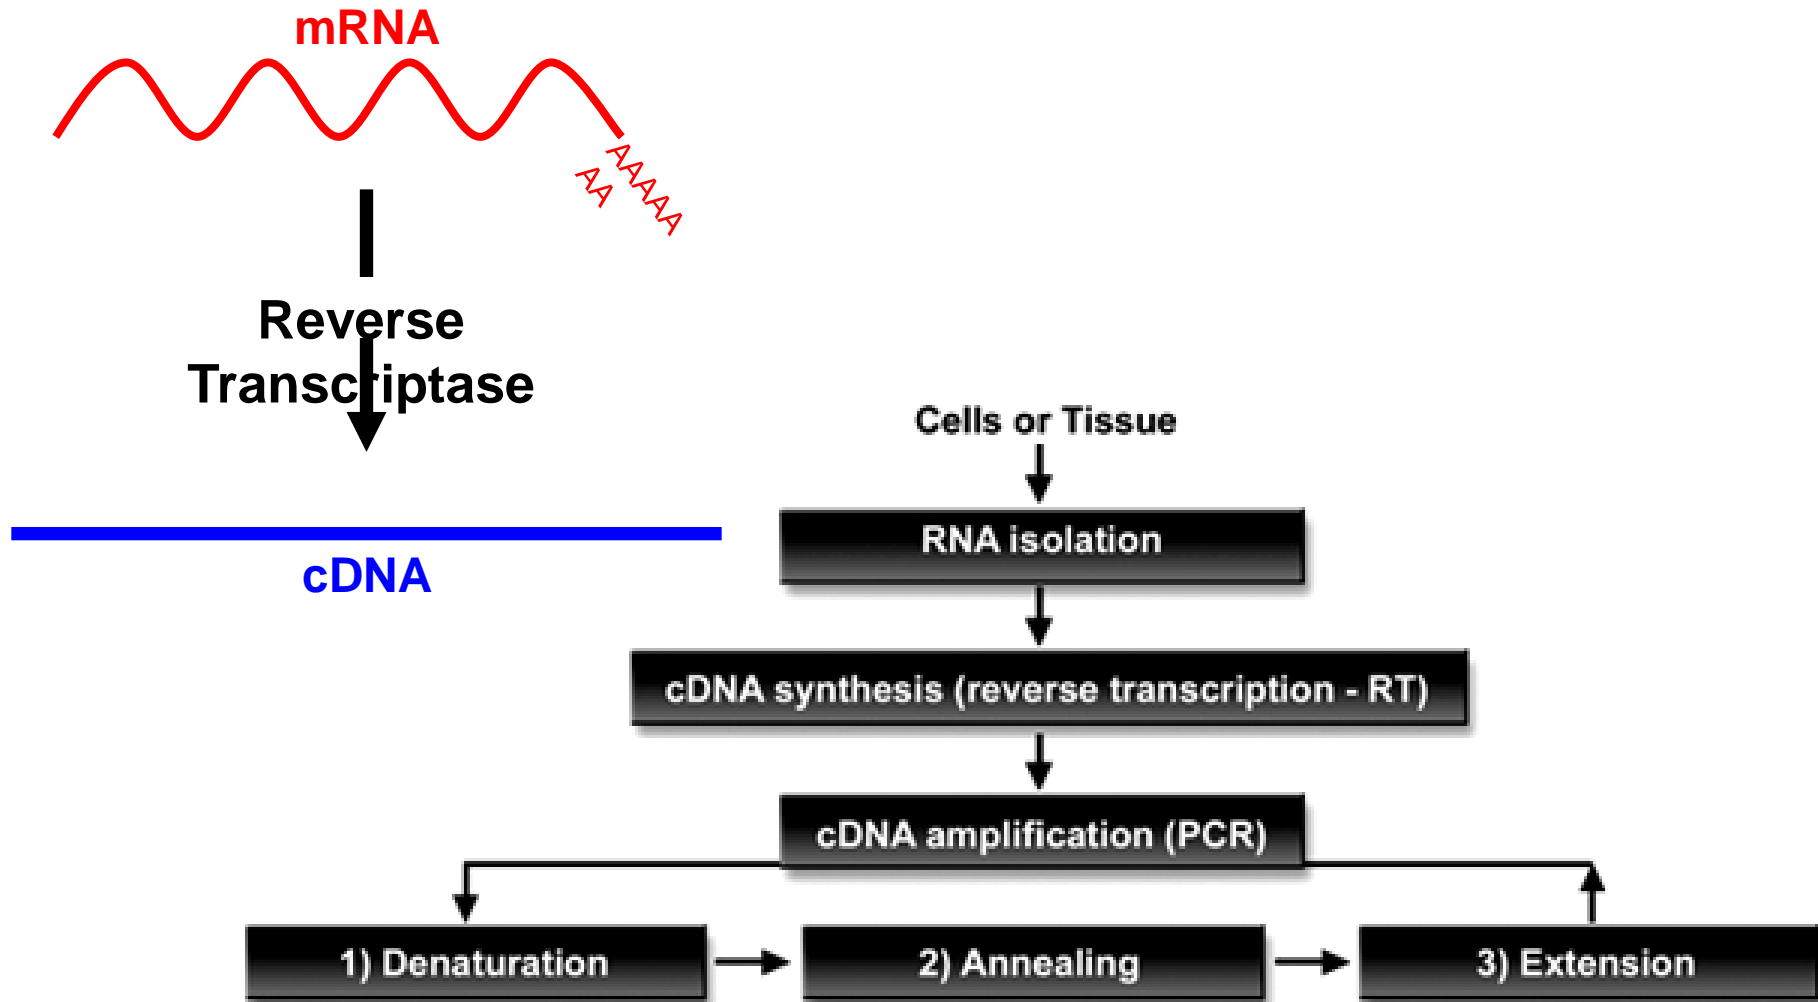 mRNA
AAAAA
AA
Reverse
Transcriptase
cDNA
Cells or Tissue
RNA isolation
cDNA synthesis (reverse transcription - RT)
cDNA amplification (PCR)
1) Denaturation
2) Annealing
3) Extension